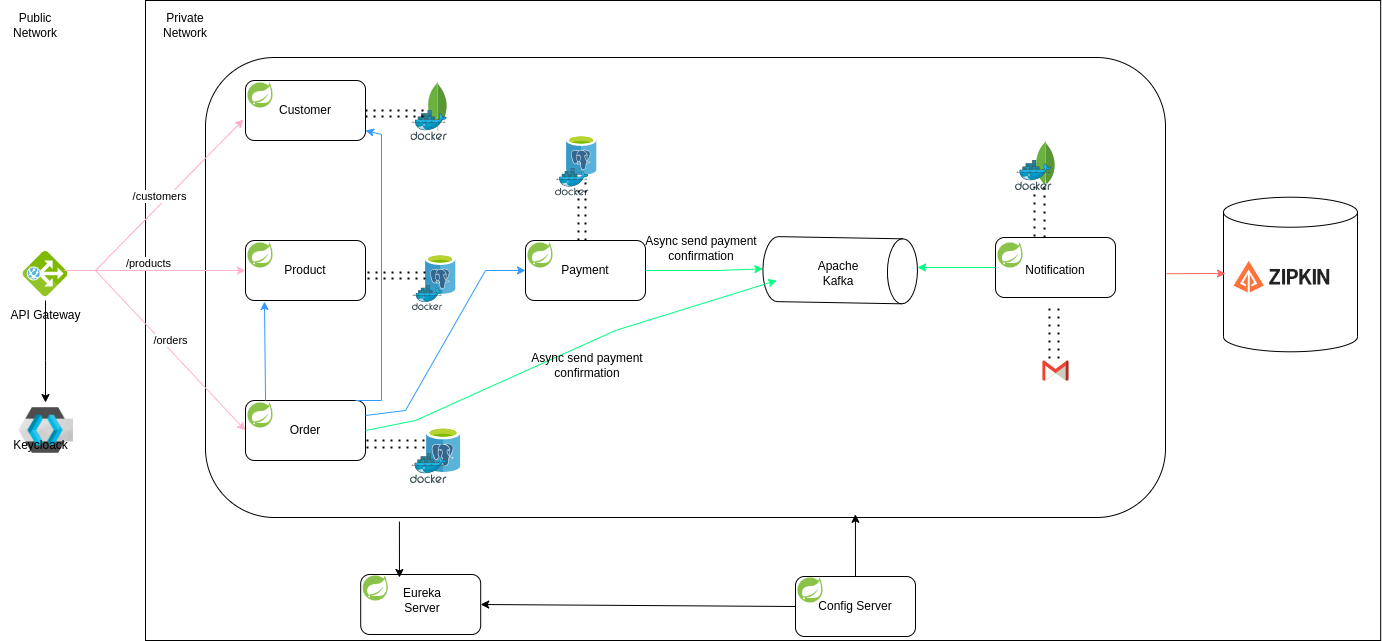 Public
Network
Private
Network
Customer
docker
docker
docker
/customers
Async send payment
confirmation
/products
Product
Payment
Apache
Kafka
Notification
ZIPKIN
docker
API Gateway
/orders
Async send payment
confirmation
Order
Keycloack
docker
Eureka
Server
Config Server